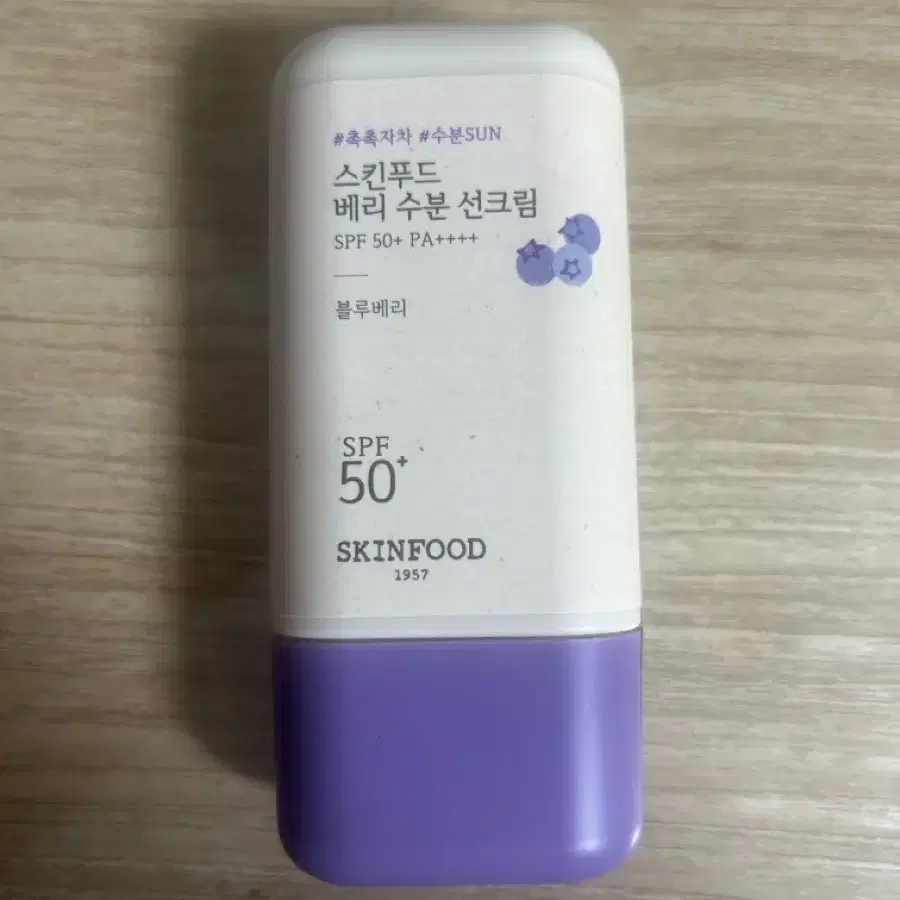 #촉촉자차 #수분SUN
스킨푸드
베리 수분 선크림
SPF 50+ PA++++
블루베리
SPF
50+
SKINFOOD
1957